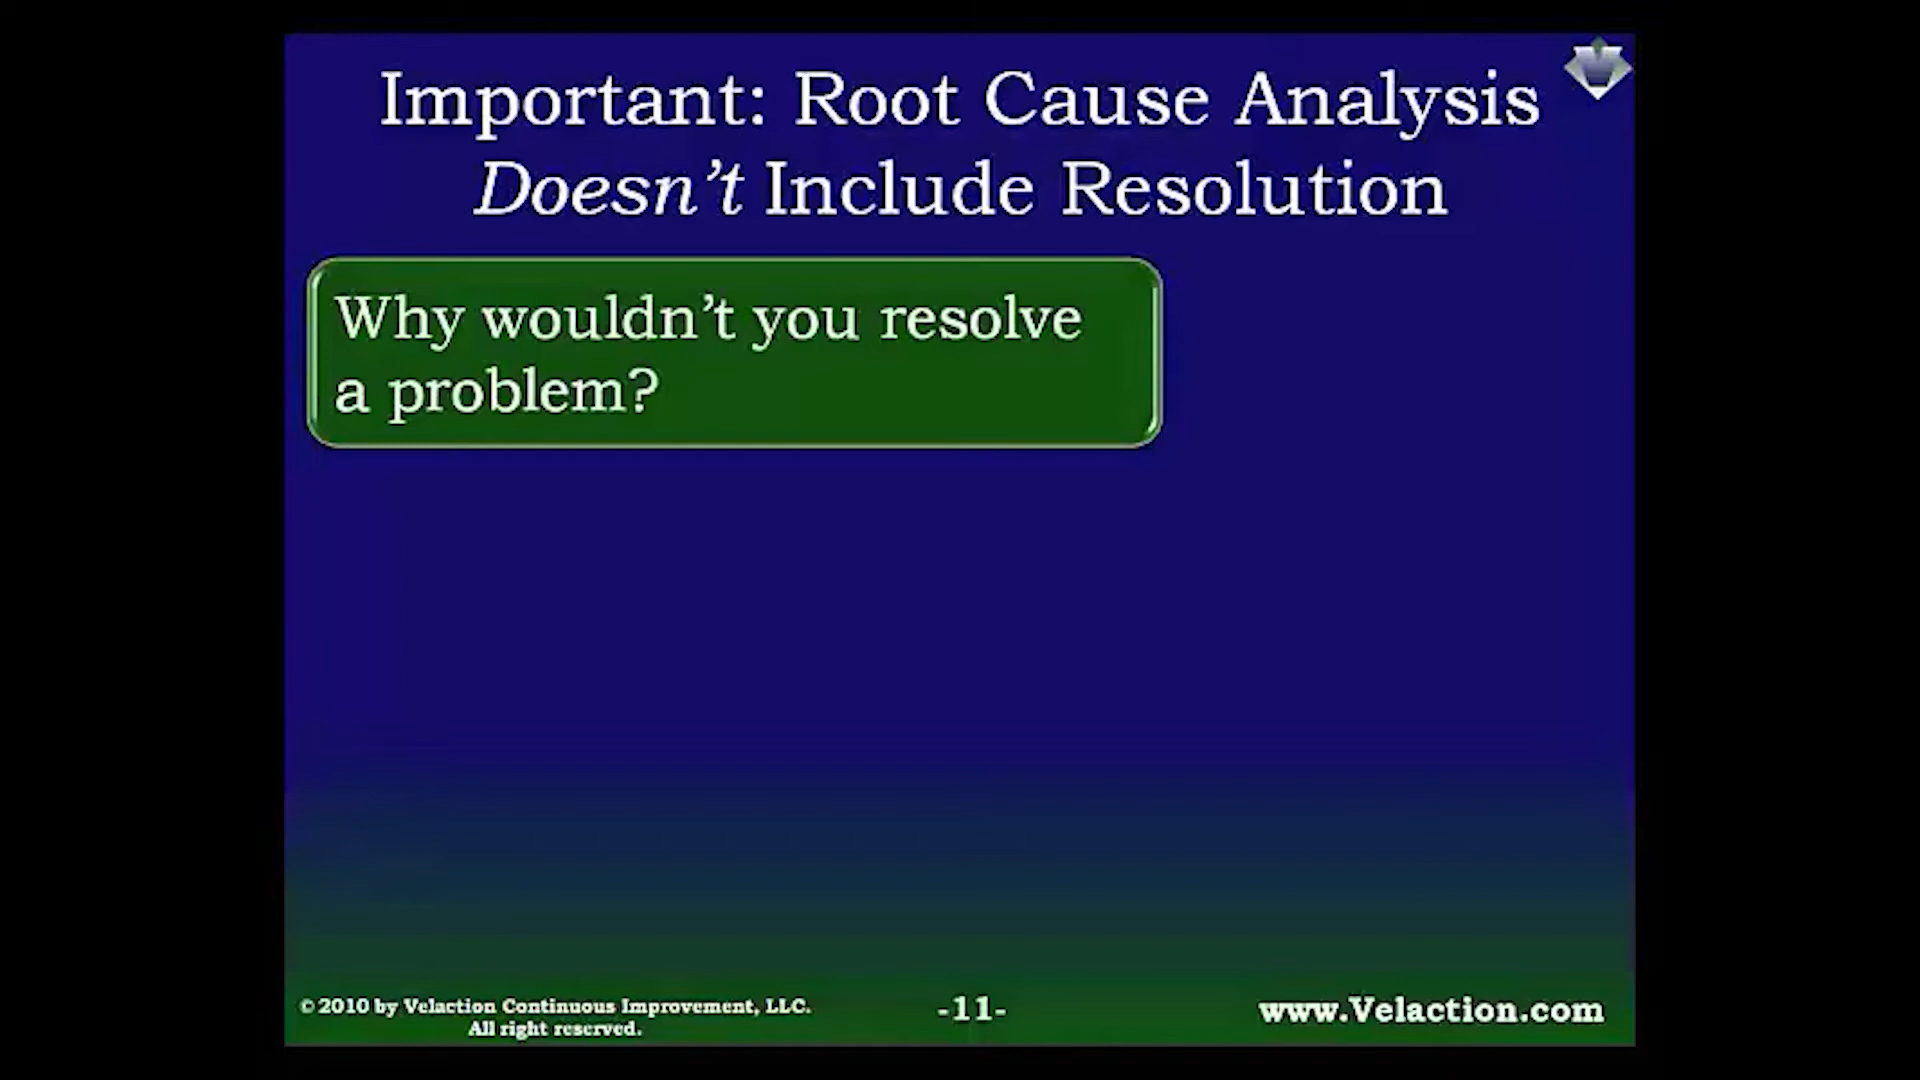 Important: Root Cause Analysis
Doesn't Include Resolution
Why wouldn't you resolve
a problem?
© 2010 by Velaction Continuous Improvement, LLC.
All right reserved.
-11-
www.Velaction.com